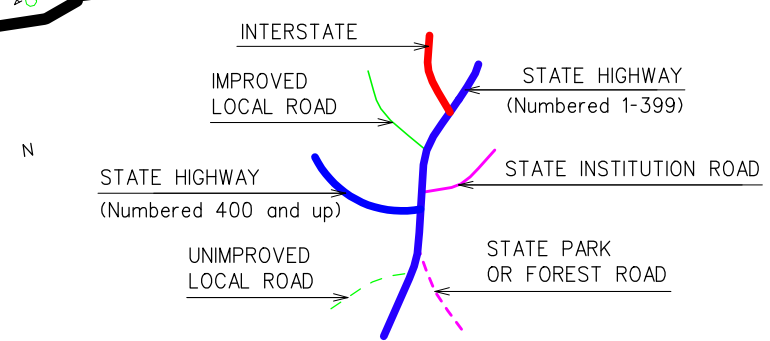 INTERSTATE
IMPROVED
LOCAL ROAD
STATE HIGHWAY
(Numbered 1-399)
N
STATE HIGHWAY
(Numbered 400 and up)
STATE INSTITUTION ROAD
UNIMPROVED
LOCAL ROAD
STATE PARK
OR FOREST ROAD